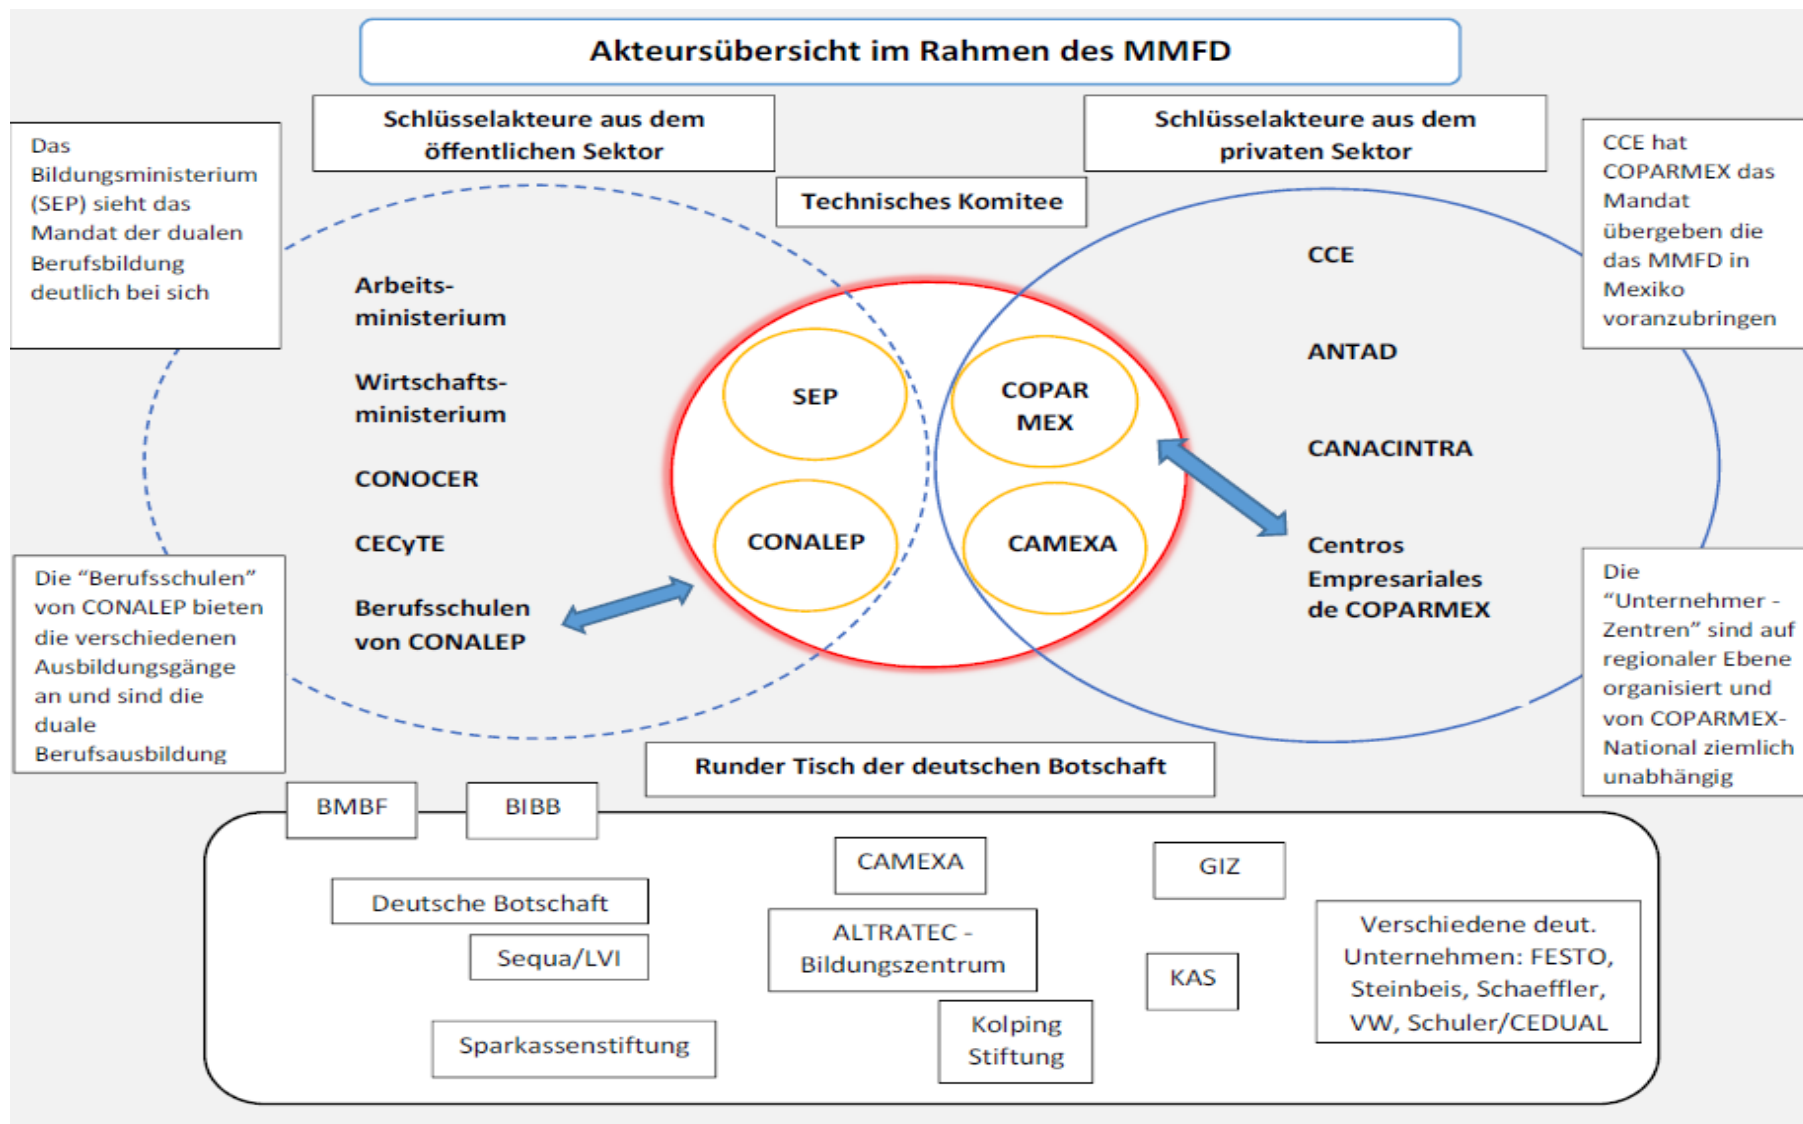 Akteursübersicht im Rahmen des MMFD
Schlüsselakteure aus dem
öffentlichen Sektor
Schlüsselakteure aus dem
privaten Sektor
Das
Bildungsministerium
(SEP) sieht das
Mandat der dualen
Berufsbildung
deutlich bei sich
CCE hat
COPARMEX das
Mandat
übergeben die
das MMFD in
Mexiko
voranzubringen
Technisches Komitee
Arbeits-
ministerium
Wirtschafts-
ministerium
CONOCER
CECyTE
Berufsschulen
von CONALEP
SEP
CONALEP
COPAR
MEX
CAMEXA
CCE
ANTAD
CANACINTRA
Centros
Empresariales
de COPARMEX
Die “Berufsschulen”
von CONALEP bieten
die verschiedenen
Ausbildungsgänge
an und sind die
duale
Berufsausbildung
Die
“Unternehmer -
Zentren” sind auf
regionaler Ebene
organisiert und
von COPARMEX-
National ziemlich
unabhängig
Runder Tisch der deutschen Botschaft
BMBF
BIBB
CAMEXA
GIZ
Deutsche Botschaft
Sequa/LVI
ALTRATEC -
Bildungszentrum
KAS
Verschiedene deut.
Unternehmen: FESTO,
Steinbeis, Schaeffler,
VW, Schuler/CEDUAL
Sparkassenstiftung
Kolping
Stiftung